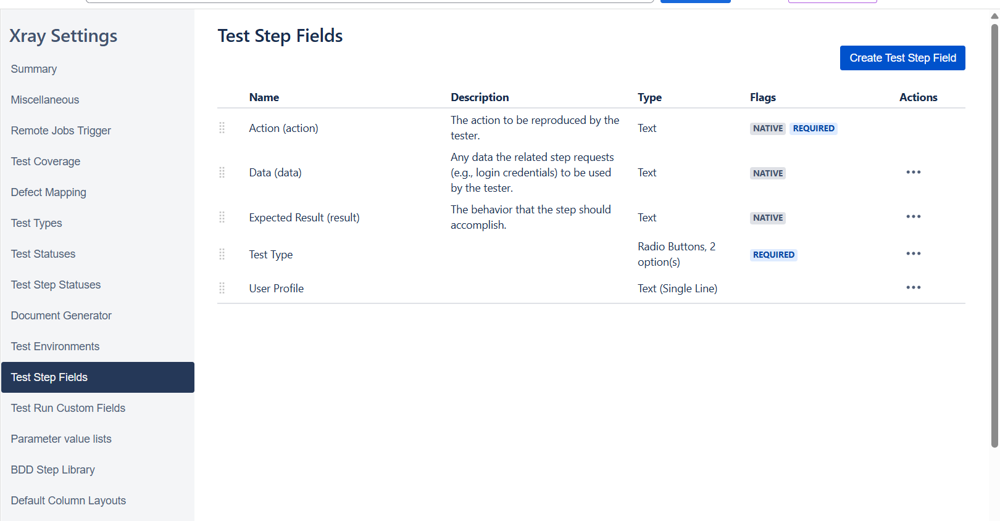 Xray Settings
Summary
Miscellaneous
Remote Jobs Trigger
Test Coverage
Defect Mapping
Test Types
Test Statuses
Test Step Statuses
Document Generator
Test Environments
Test Step Fields
Test Run Custom Fields
Parameter value lists
BDD Step Library
Default Column Layouts
Test Step Fields
Create Test Step Field
Name Description Type Flags Actions
Action (action) The action to be reproduced by the
tester. Text NATIVE REQUIRED
Data (data) Any data the related step requests
(e.g., login credentials) to be used
by the tester. Text NATIVE
Expected Result (result) The behavior that the step should
accomplish. Text NATIVE
Test Type Radio Buttons, 2
option(s) REQUIRED
User Profile Text (Single Line)